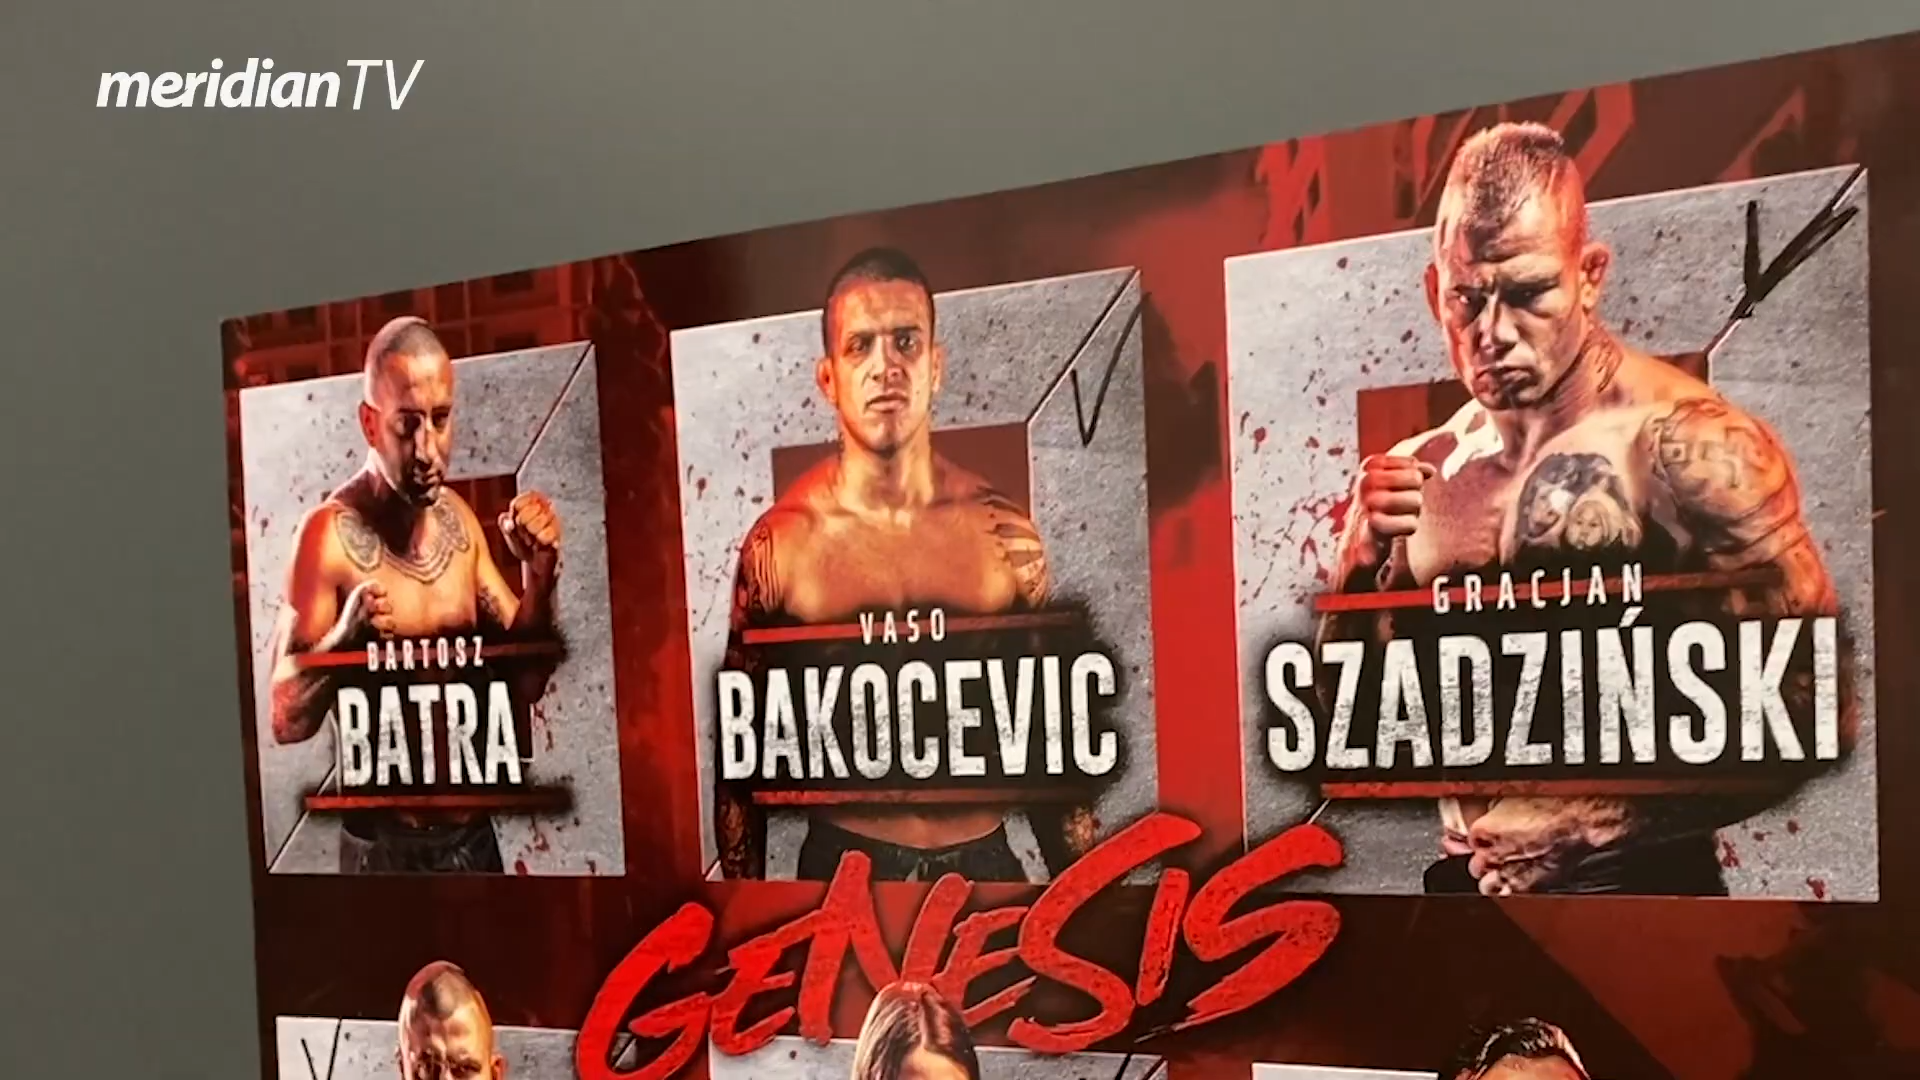 meridianTV
BARTOSZ
BATRA
VASO
BAKOCEVIC
GRACJAN
SZADZIŃSKI
GENESIS